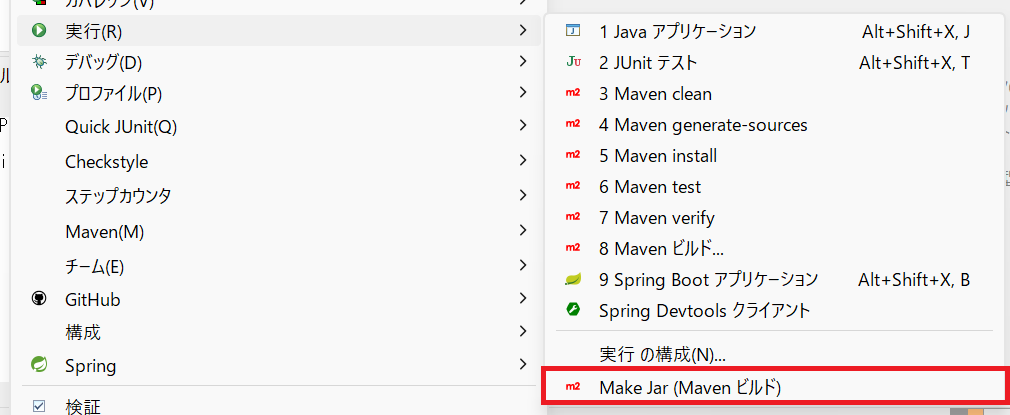 カバレッジ(V)
実行(R)
デバッグ(D)
プロファイル(P)
Quick JUnit(Q)
Checkstyle
ステップカウンタ
Maven(M)
チーム(E)
GitHub
構成
Spring
検証
1 Java アプリケーション Alt+Shift+X, J
2 JUnit テスト Alt+Shift+X, T
3 Maven clean
4 Maven generate-sources
5 Maven install
6 Maven test
7 Maven verify
8 Maven ビルド...
9 Spring Boot アプリケーション Alt+Shift+X, B
Spring Devtools クライアント
実行 の構成(N)...
Make Jar (Maven ビルド)